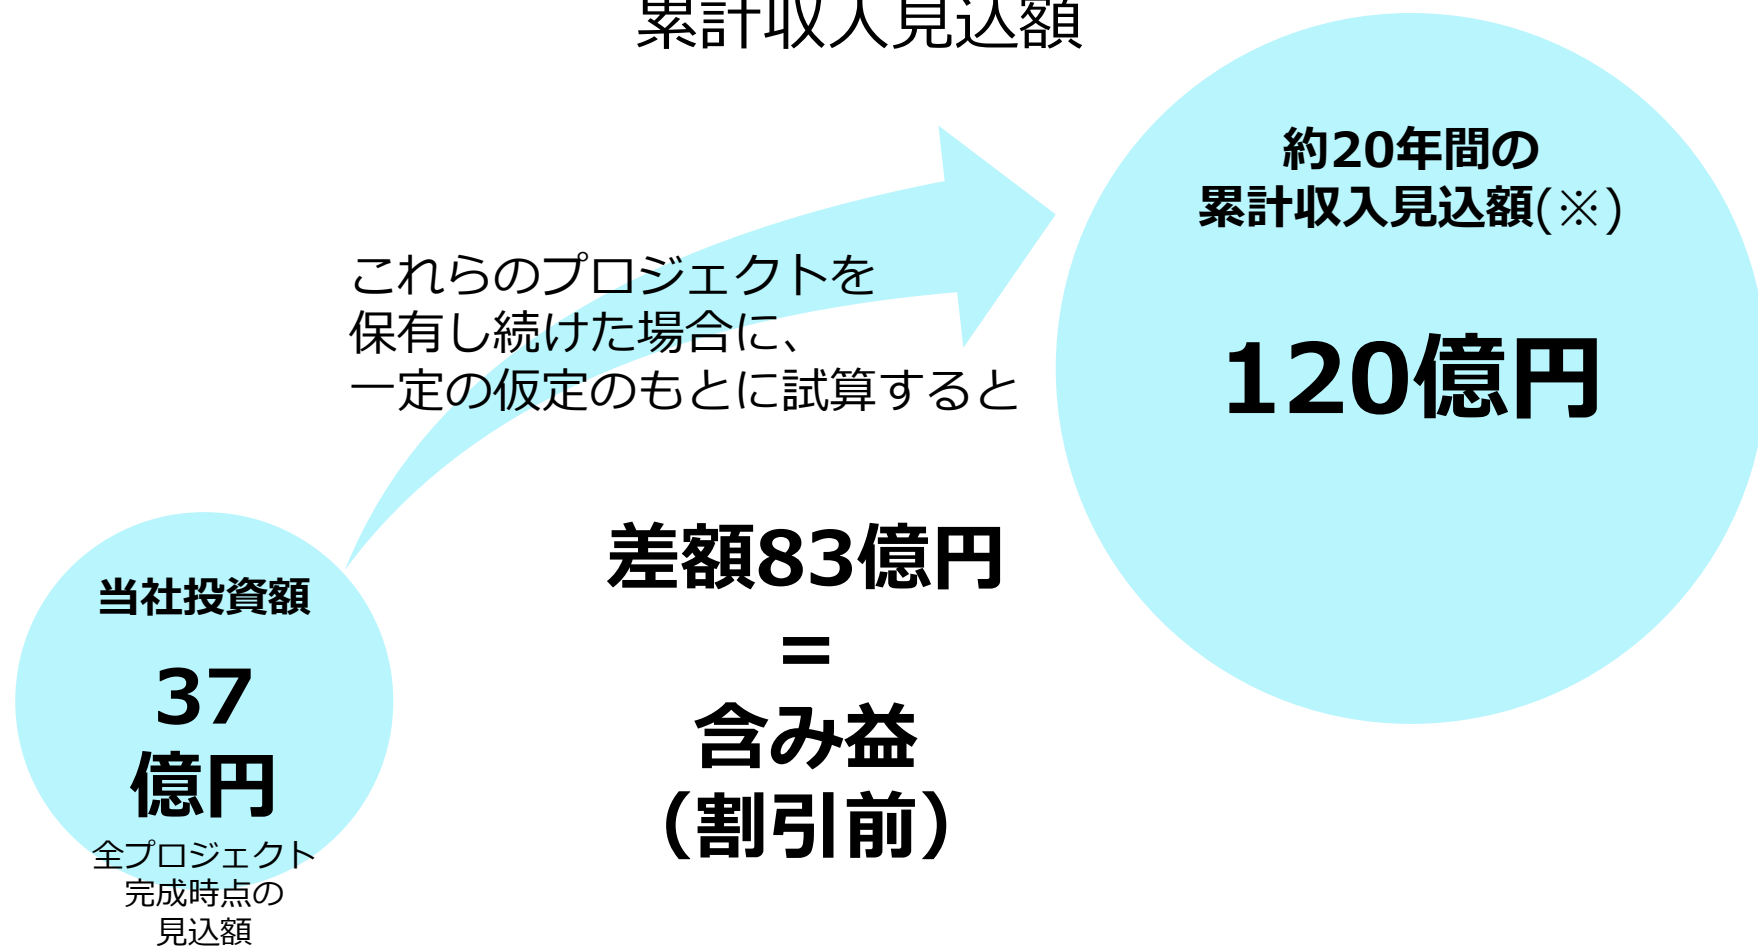 累計収入見込額
約20年間の
累計収入見込額(※)
120億円
これらのプロジェクトを
保有し続けた場合に、
一定の仮定のもとに試算すると
差額83億円
=
含み益
（割引前）
当社投資額
37
億円
全プロジェクト
完成時点の
見込額